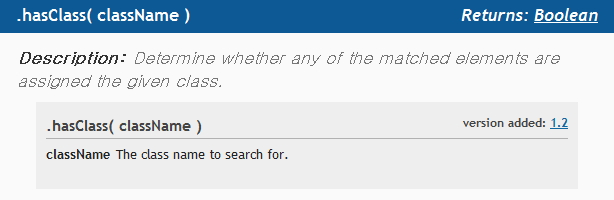 .hasClass( className ) Returns: Boolean
Description: Determine whether any of the matched elements are
assigned the given class.
.hasClass( className ) version added: 1.2
className The class name to search for.